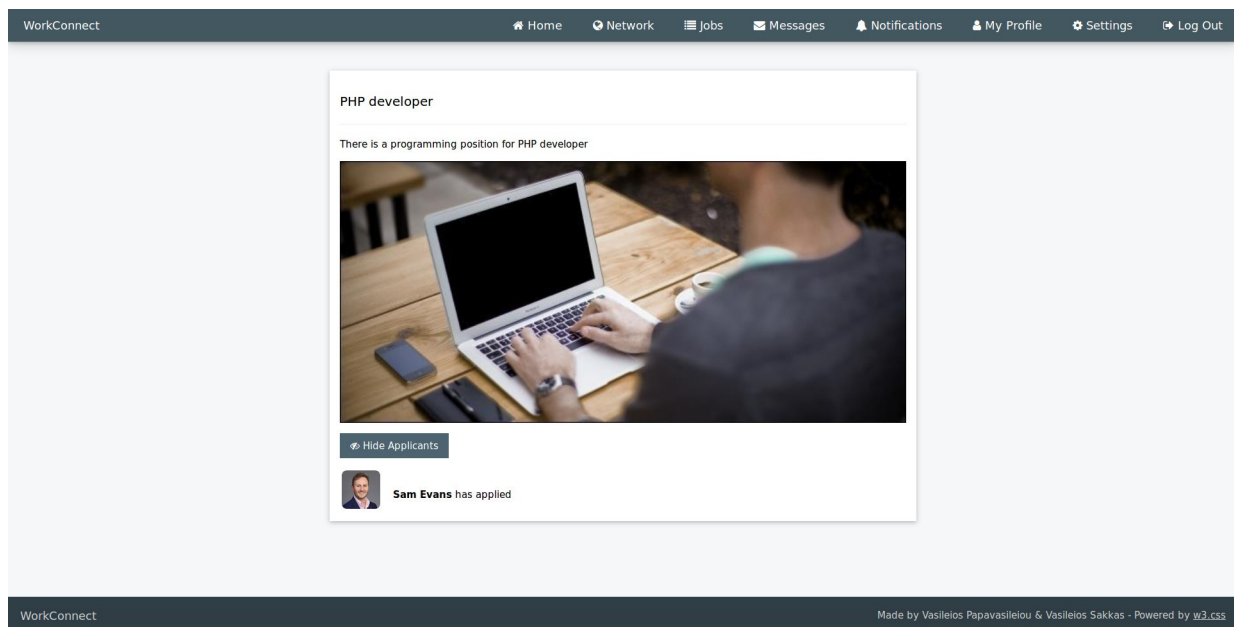 WorkConnect Home Network Jobs Messages Notifications My Profile Settings Log Out
PHP developer
There is a programming position for PHP developer
Hide Applicants
Sam Evans has applied
WorkConnect Made by Vasileios Papavasileiou & Vasileios Sakkas - Powered by w3.css